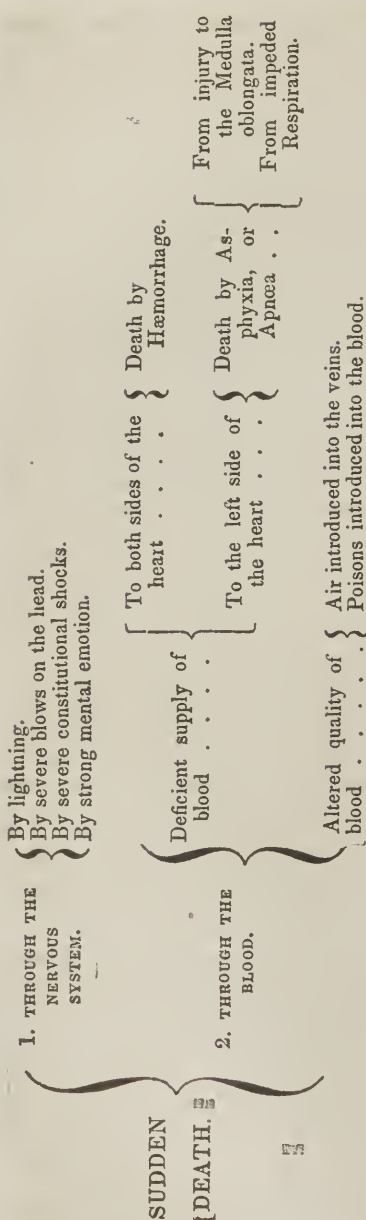 SUDDEN
DEATH.
1. THROUGH THE
NERVOUS
SYSTEM.
By lightning.
By severe blows on the head.
By severe constitutional shocks.
By strong mental emotion.
2. THROUGH THE
BLOOD.
Deficient supply of
blood . . . . .
To both sides of the
heart . . . . .
Death by
Hæmorrhage.
To the left side of
the heart . . .
Death by As-
phyxia, or
Apnœa . .
From injury to
the Medulla
oblongata.
From impeded
Respiration.
Altered quality of
blood . . . . .
Air introduced into the veins.
Poisons introduced into the blood.